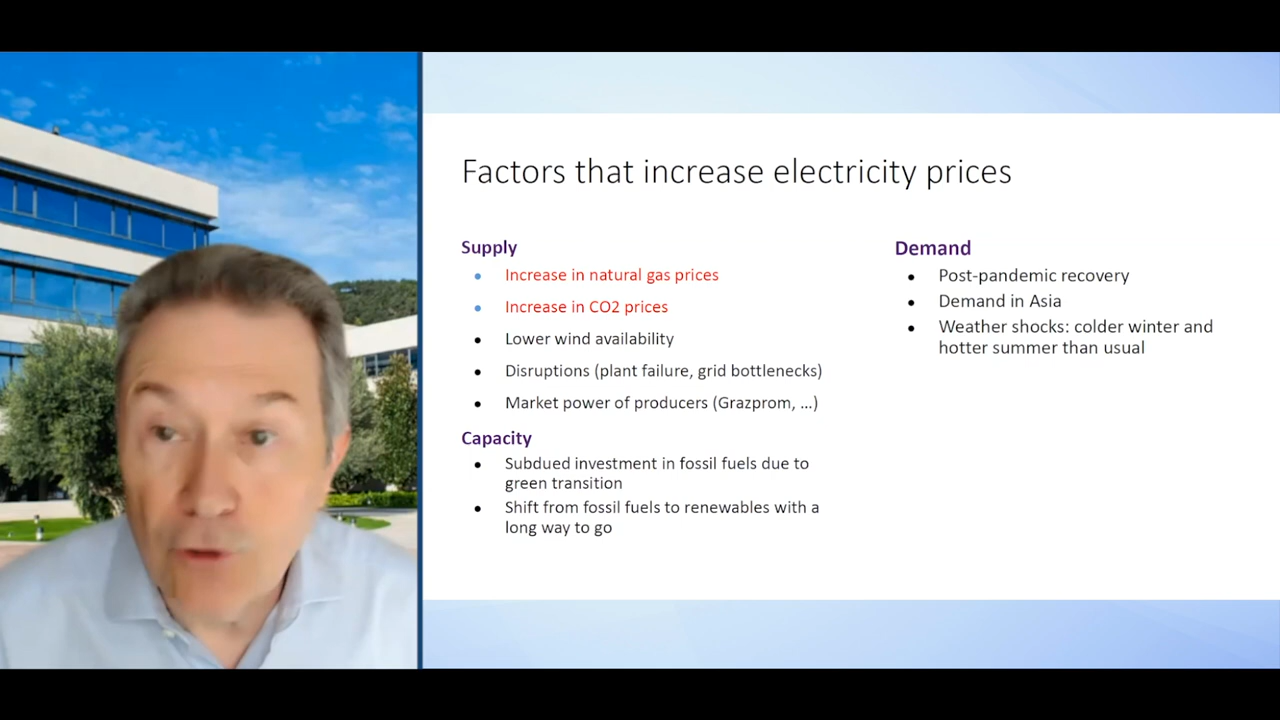 Factors that increase electricity prices
Supply
Increase in natural gas prices
Increase in CO2 prices
Lower wind availability
Disruptions (plant failure, grid bottlenecks)
Market power of producers (Grazprom, ...)
Capacity
Subdued investment in fossil fuels due to
green transition
Shift from fossil fuels to renewables with a
long way to go
Demand
Post-pandemic recovery
Demand in Asia
Weather shocks: colder winter and
hotter summer than usual